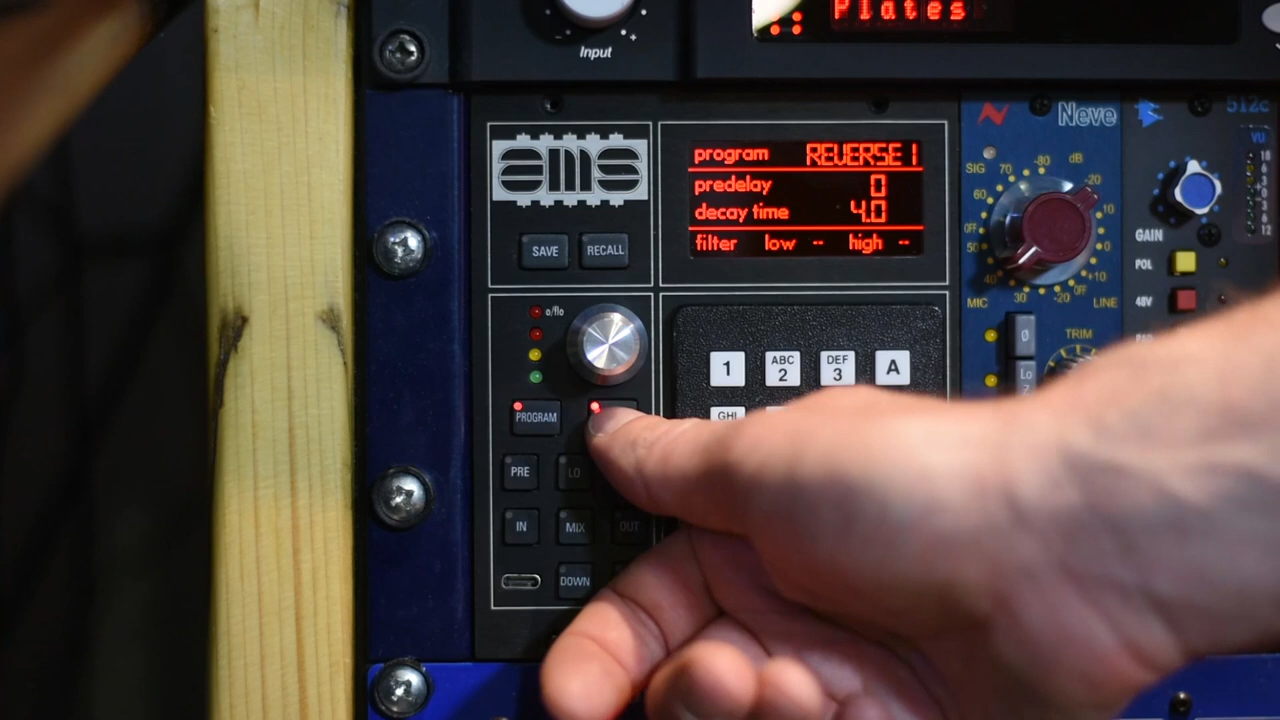 Plates
Input
- +
ams
SAVE
RECALL
program REVERSE 1
predelay 0
decay time 4.0
filter low -- high --
o/flo
PROGRAM
PRE
LO
IN
MIX
OUT
DOWN
1
ABC
2
DEF
3
A
GHI
Neve
SIG
70
-80
dB
60
-20
OFF
10
50
0
40
+10
OFF
MIC
30
-20
LINE
TRIM
Ø
Lo
Z
512c
VU
GAIN
POL
48V